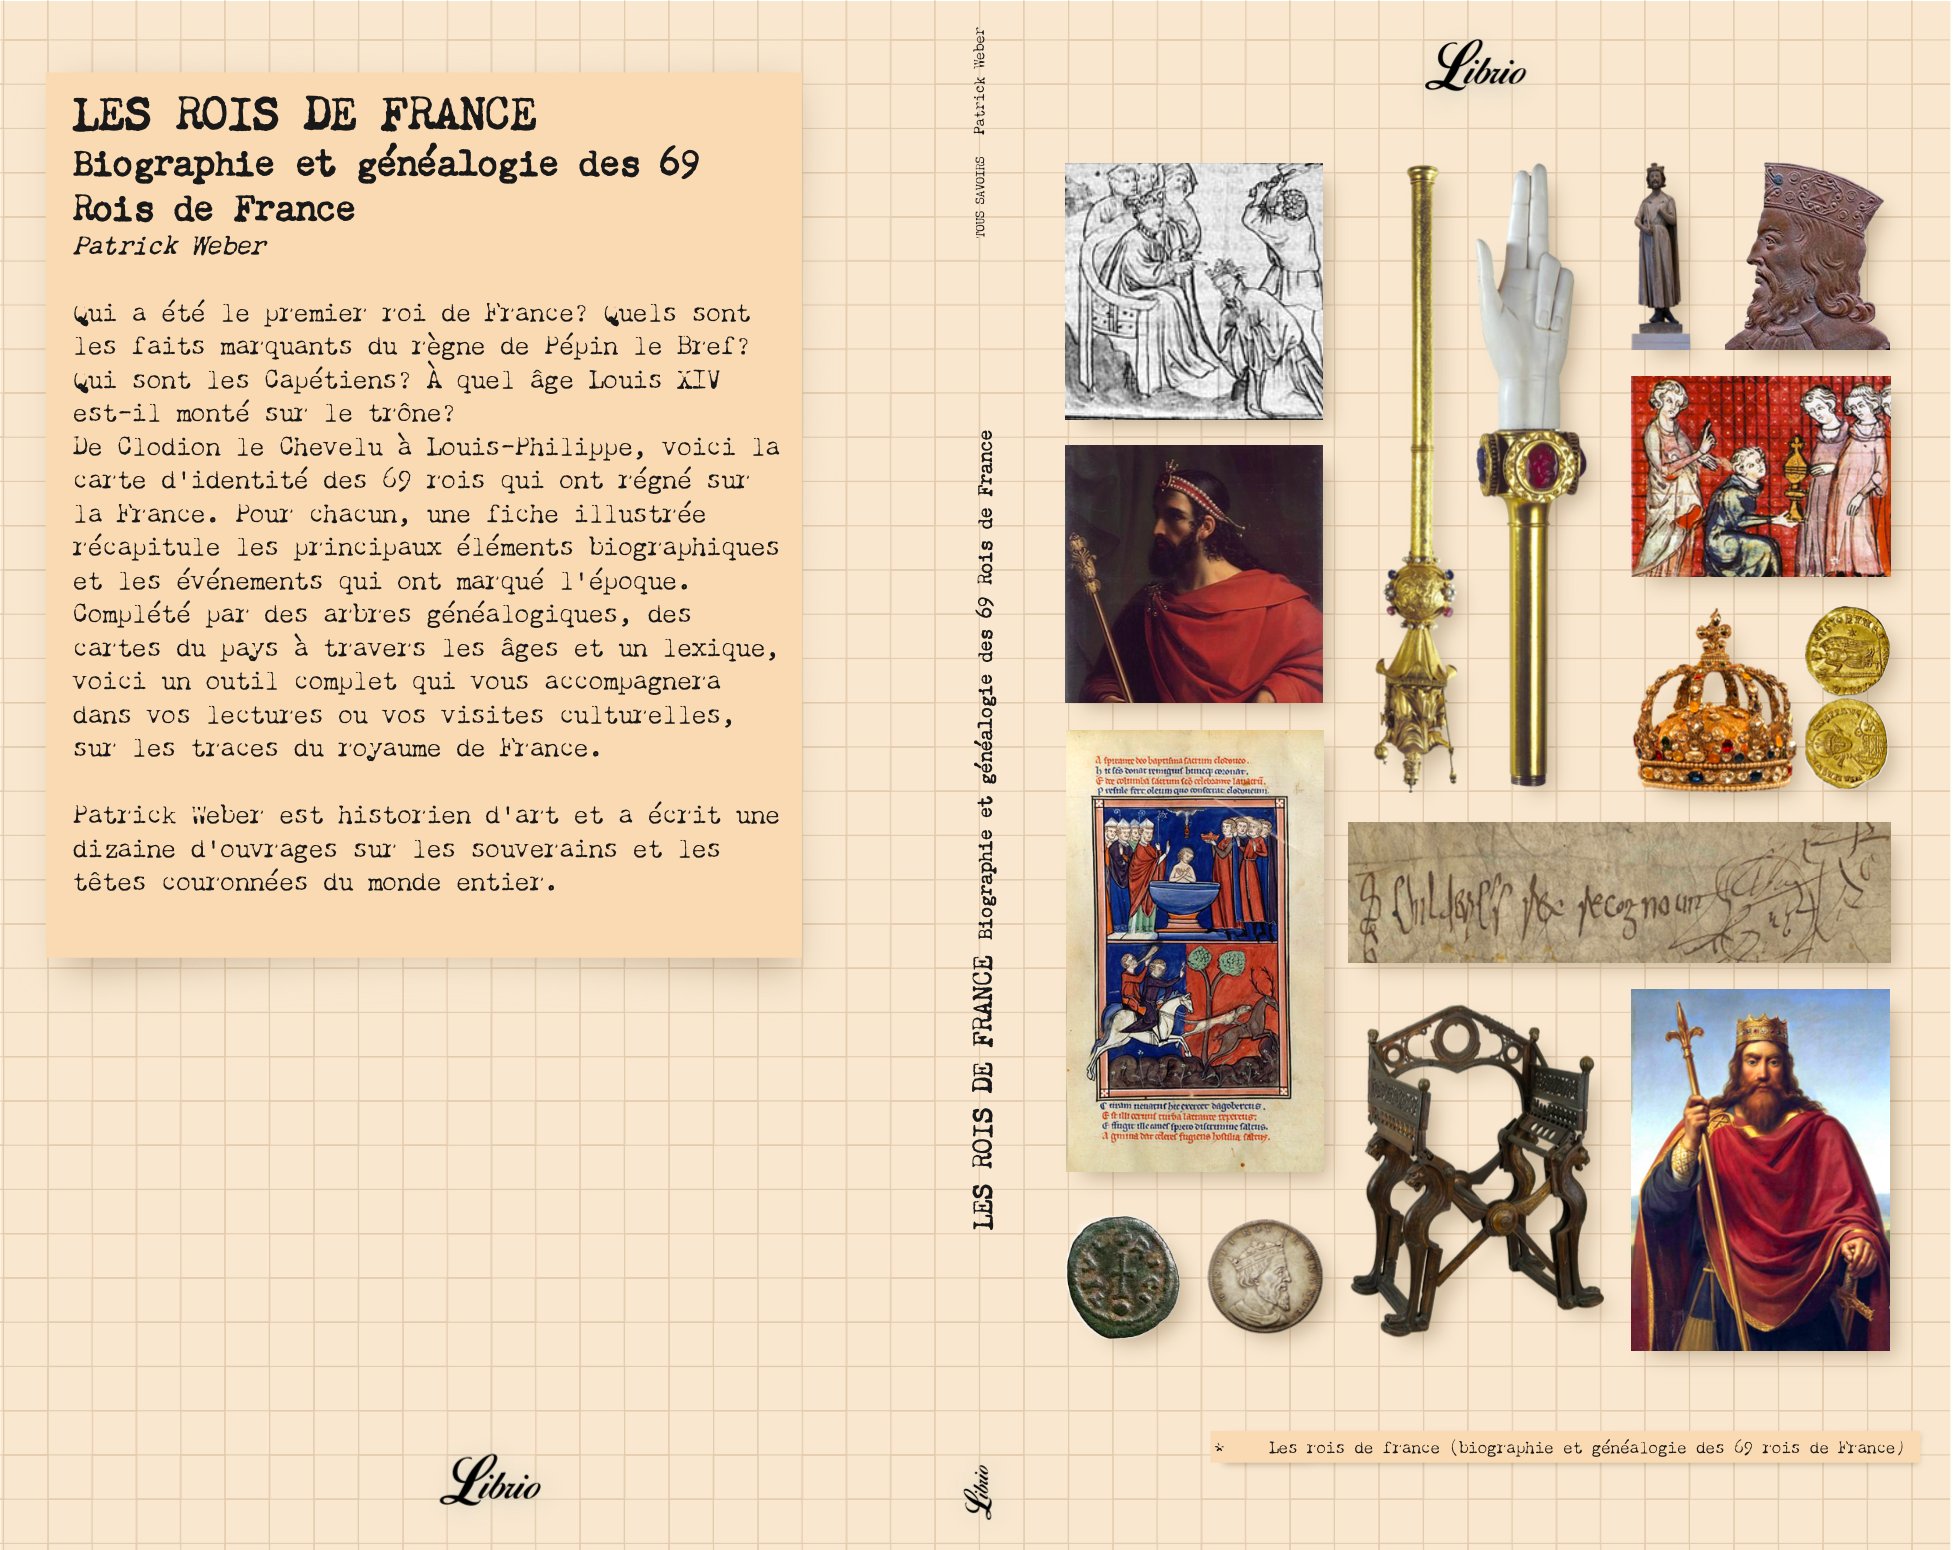 LES ROIS DE FRANCE
Biographie et généalogie des 69
Rois de France
Patrick Weber
Qui a été le premier roi de France? Quels sont
les faits marquants du règne de Pépin le Bref?
Qui sont les Capétiens? À quel âge Louis XIV
est-il monté sur le trône?
De Clodion le Chevelu à Louis-Philippe, voici la
carte d'identité des 69 rois qui ont régné sur
la France. Pour chacun, une fiche illustrée
récapitule les principaux éléments biographiques
et les événements qui ont marqué l'époque.
Complété par des arbres généalogiques, des
cartes du pays à travers les âges et un lexique,
voici un outil complet qui vous accompagnera
dans vos lectures ou vos visites culturelles,
sur les traces du royaume de France.
Patrick Weber est historien d'art et a écrit une
dizaine d'ouvrages sur les souverains et les
têtes couronnées du monde entier.
Librio
LES ROIS DE FRANCE Biographie et généalogie des 69 Rois de France
TOUS SAVOIRS Patrick Weber
Librio
Librio
* Les rois de france (biographie et généalogie des 69 rois de France)